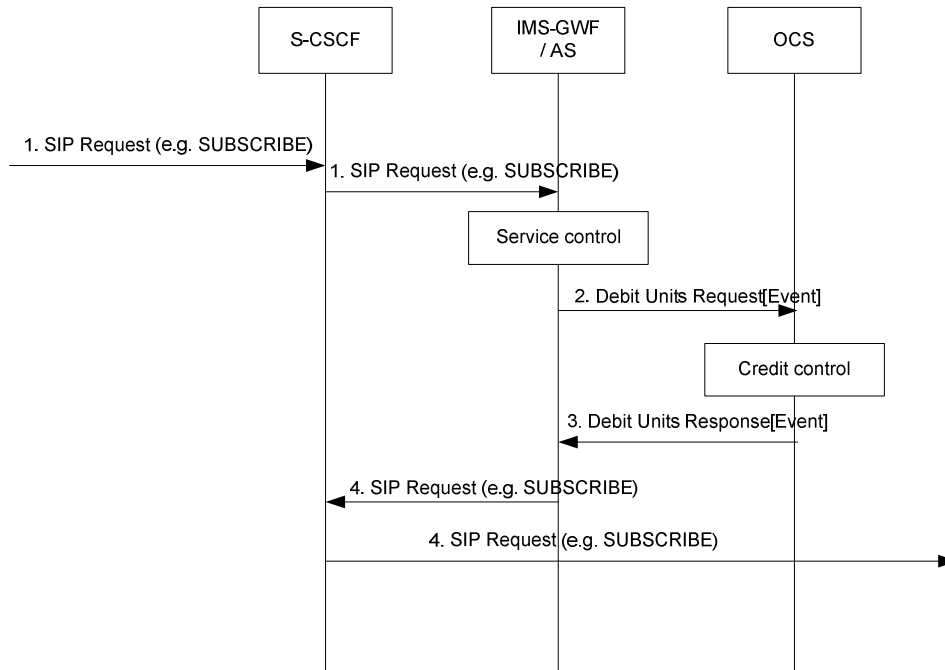 S-CSCF
IMS-GWF
/ AS
OCS
1. SIP Request (e.g. SUBSCRIBE)
1. SIP Request (e.g. SUBSCRIBE)
Service control
2. Debit Units Request[Event]
Credit control
3. Debit Units Response[Event]
4. SIP Request (e.g. SUBSCRIBE)
4. SIP Request (e.g. SUBSCRIBE)